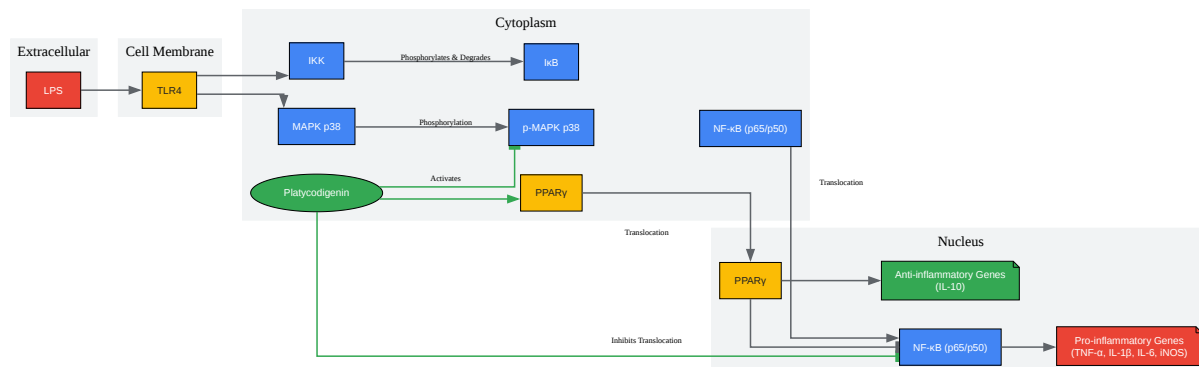 Cytoplasm
Extracellular
Cell Membrane
LPS
TLR4
IKK
Phosphorylates & Degrades
IκB
MAPK p38
Phosphorylation
p-MAPK p38
NF-κB (p65/p50)
Platycodigenin
Activates
PPARγ
Translocation
Translocation
Nucleus
PPARγ
Anti-inflammatory Genes
(IL-10)
Inhibits Translocation
NF-κB (p65/p50)
Pro-inflammatory Genes
(TNF-α, IL-1β, IL-6, iNOS)